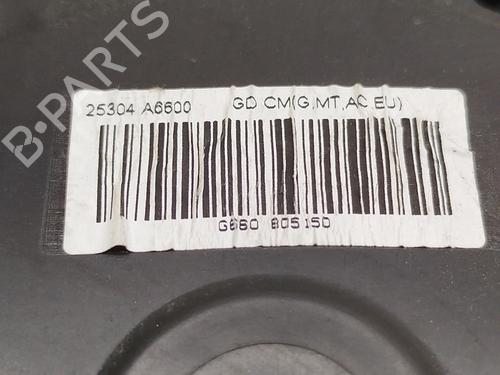 B-PARTS
25304 A6600 GD CM(G,MT,AC EU)
G660 805150